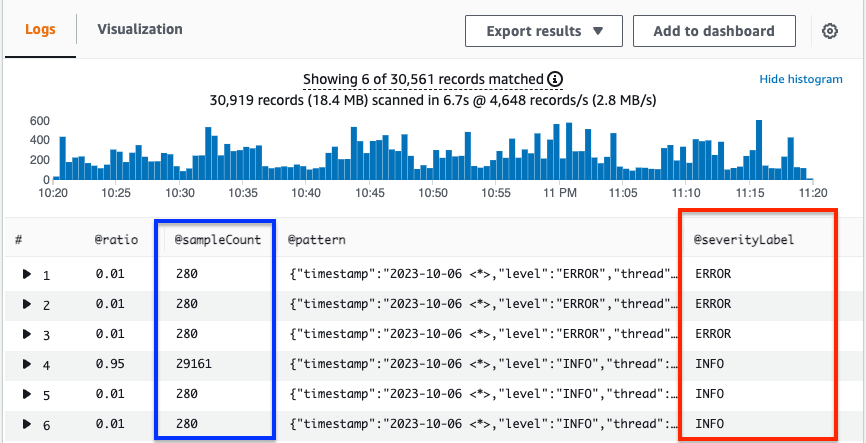 Logs Visualization Export results ▼ Add to dashboard
Showing 6 of 30,561 records matched
Hide histogram
30,919 records (18.4 MB) scanned in 6.7s @ 4,648 records/s (2.8 MB/s)
600
400
200
0
10:20 10:25 10:30 10:35 10:40 10:45 10:50 10:55 11 PM 11:05 11:10 11:15 11:20
# @ratio @sampleCount @pattern @severityLabel
▶ 1 0.01 280 {"timestamp":"2023-10-06 <*>,"level":"ERROR","thread"… ERROR
▶ 2 0.01 280 {"timestamp":"2023-10-06 <*>,"level":"ERROR","thread"… ERROR
▶ 3 0.01 280 {"timestamp":"2023-10-06 <*>,"level":"ERROR","thread"… ERROR
▶ 4 0.95 29161 {"timestamp":"2023-10-06 <*>,"level":"INFO","thread":… INFO
▶ 5 0.01 280 {"timestamp":"2023-10-06 <*>,"level":"INFO","thread":… INFO
▶ 6 0.01 280 {"timestamp":"2023-10-06 <*>,"level":"INFO","thread":… INFO